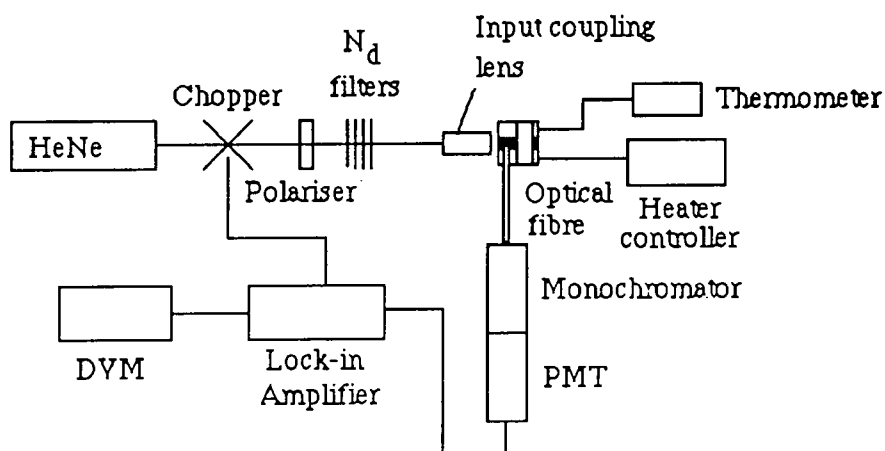 Input coupling
lens
N
d
filters
Chopper
Thermometer
HeNe
Polariser
Optical
fibre
Heater
controller
Monochromator
DVM
Lock-in
Amplifier
PMT